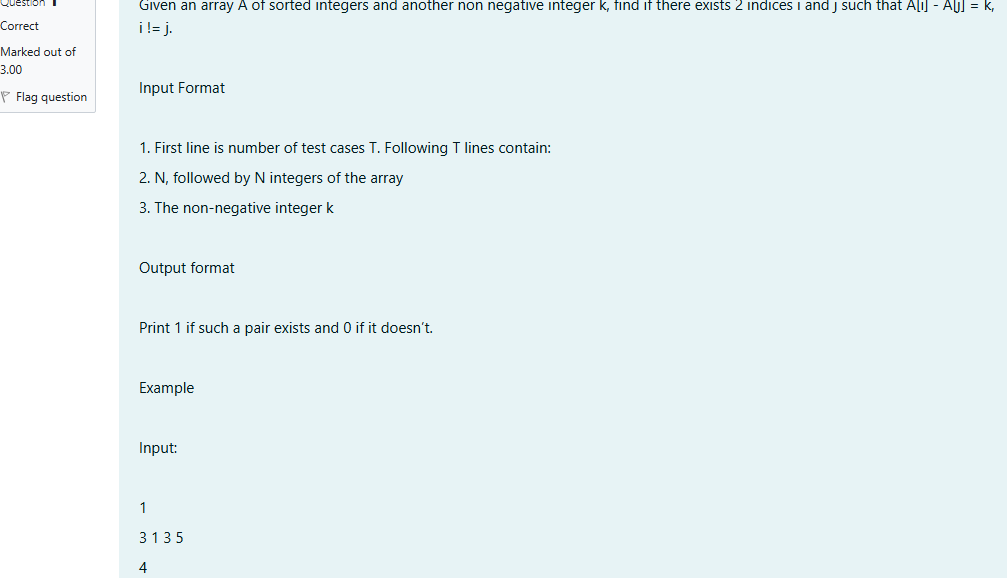 Question 1
Correct
Marked out of
3.00
Flag question
Given an array A of sorted integers and another non negative integer k, find if there exists 2 indices i and j such that A[i] - A[j] = k,
i != j.
Input Format
1. First line is number of test cases T. Following T lines contain:
2. N, followed by N integers of the array
3. The non-negative integer k
Output format
Print 1 if such a pair exists and 0 if it doesn't.
Example
Input:
1
3 1 3 5
4